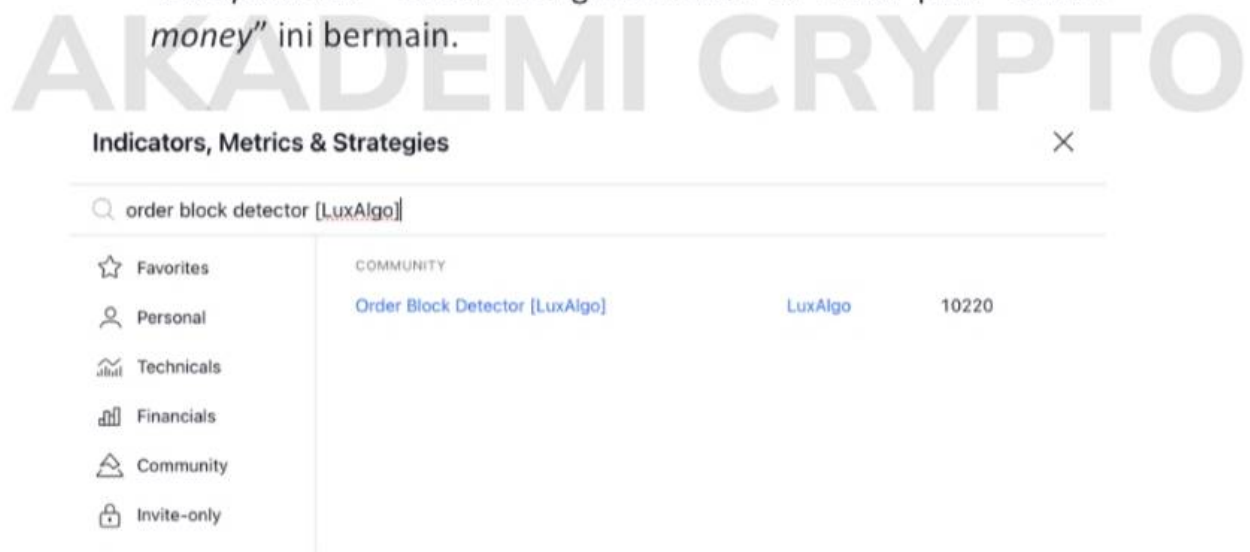 money” ini bermain.
AKADEMI CRYPTO
Indicators, Metrics & Strategies
order block detector [LuxAlgo]
Favorites
COMMUNITY
Personal
Order Block Detector [LuxAlgo] LuxAlgo 10220
Technicals
Financials
Community
Invite-only